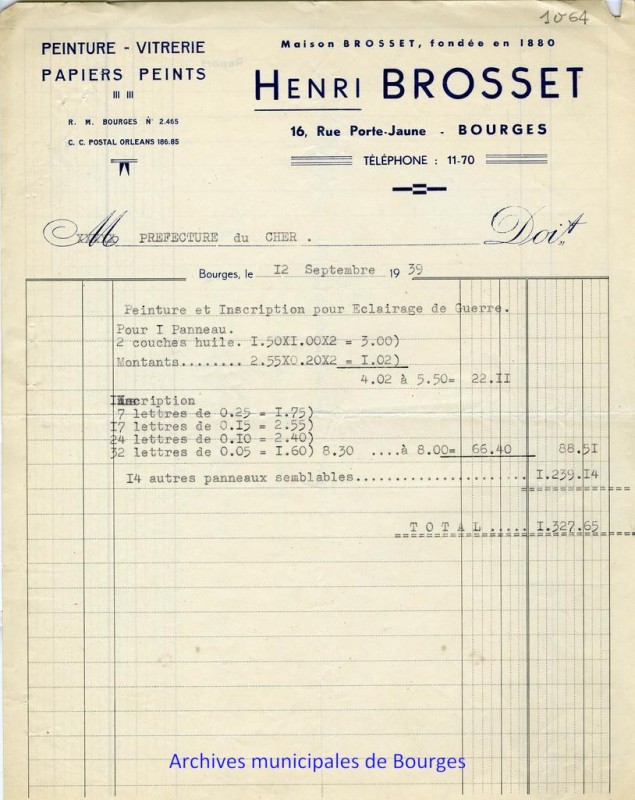 1064
PEINTURE - VITRERIE
PAPIERS PEINTS
R. M. BOURGES N° 2.465
C. C. POSTAL ORLEANS 186.85
Maison BROSSET, fondée en 1880
HENRI BROSSET
16, Rue Porte-Jaune - BOURGES
TÉLÉPHONE : 11-70
M PREFECTURE du CHER . Doit
Bourges, le 12 Septembre 1939
Peinture et Inscription pour Eclairage de Guerre.
Pour I Panneau.
2 couches huile. I.50XI.00X2 = 3.00)
Montants........ 2.55X0.20X2 = I.02)
4.02 à 5.50= 22.II
Inscription
7 lettres de 0.25 = I.75)
I7 lettres de 0.I5 = 2.55)
24 lettres de 0.I0 = 2.40)
32 lettres de 0.05 = I.60) 8.30 ....à 8.00= 66.40 88.5I
I4 autres panneaux semblables....................... I.239.I4
T O T A L ..... I.327.65
Archives municipales de Bourges